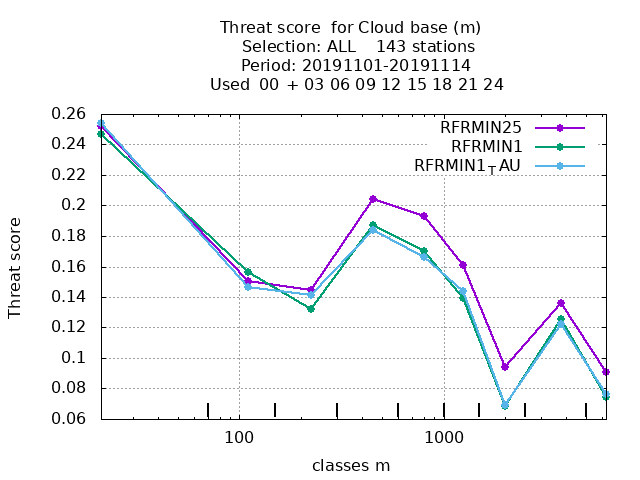 Threat score  for Cloud base (m)
Selection: ALL    143 stations
Period: 20191101-20191114
Used  00 + 03 06 09 12 15 18 21 24
0.26
0.24
0.22
0.2
0.18
0.16
0.14
0.12
0.1
0.08
0.06
Threat score
RFRMIN25
RFRMIN1
RFRMIN1TAU
100
1000
classes m